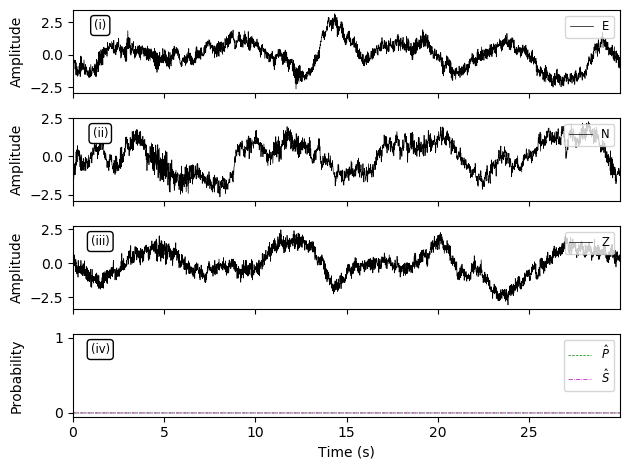 (i)
E
Amplitude
2.5
0.0
−2.5
(ii)
N
Amplitude
2.5
0.0
−2.5
(iii)
Z
Amplitude
2.5
0.0
−2.5
(iv)
P̂
Ŝ
Probability
1
0
0 5 10 15 20 25
Time (s)